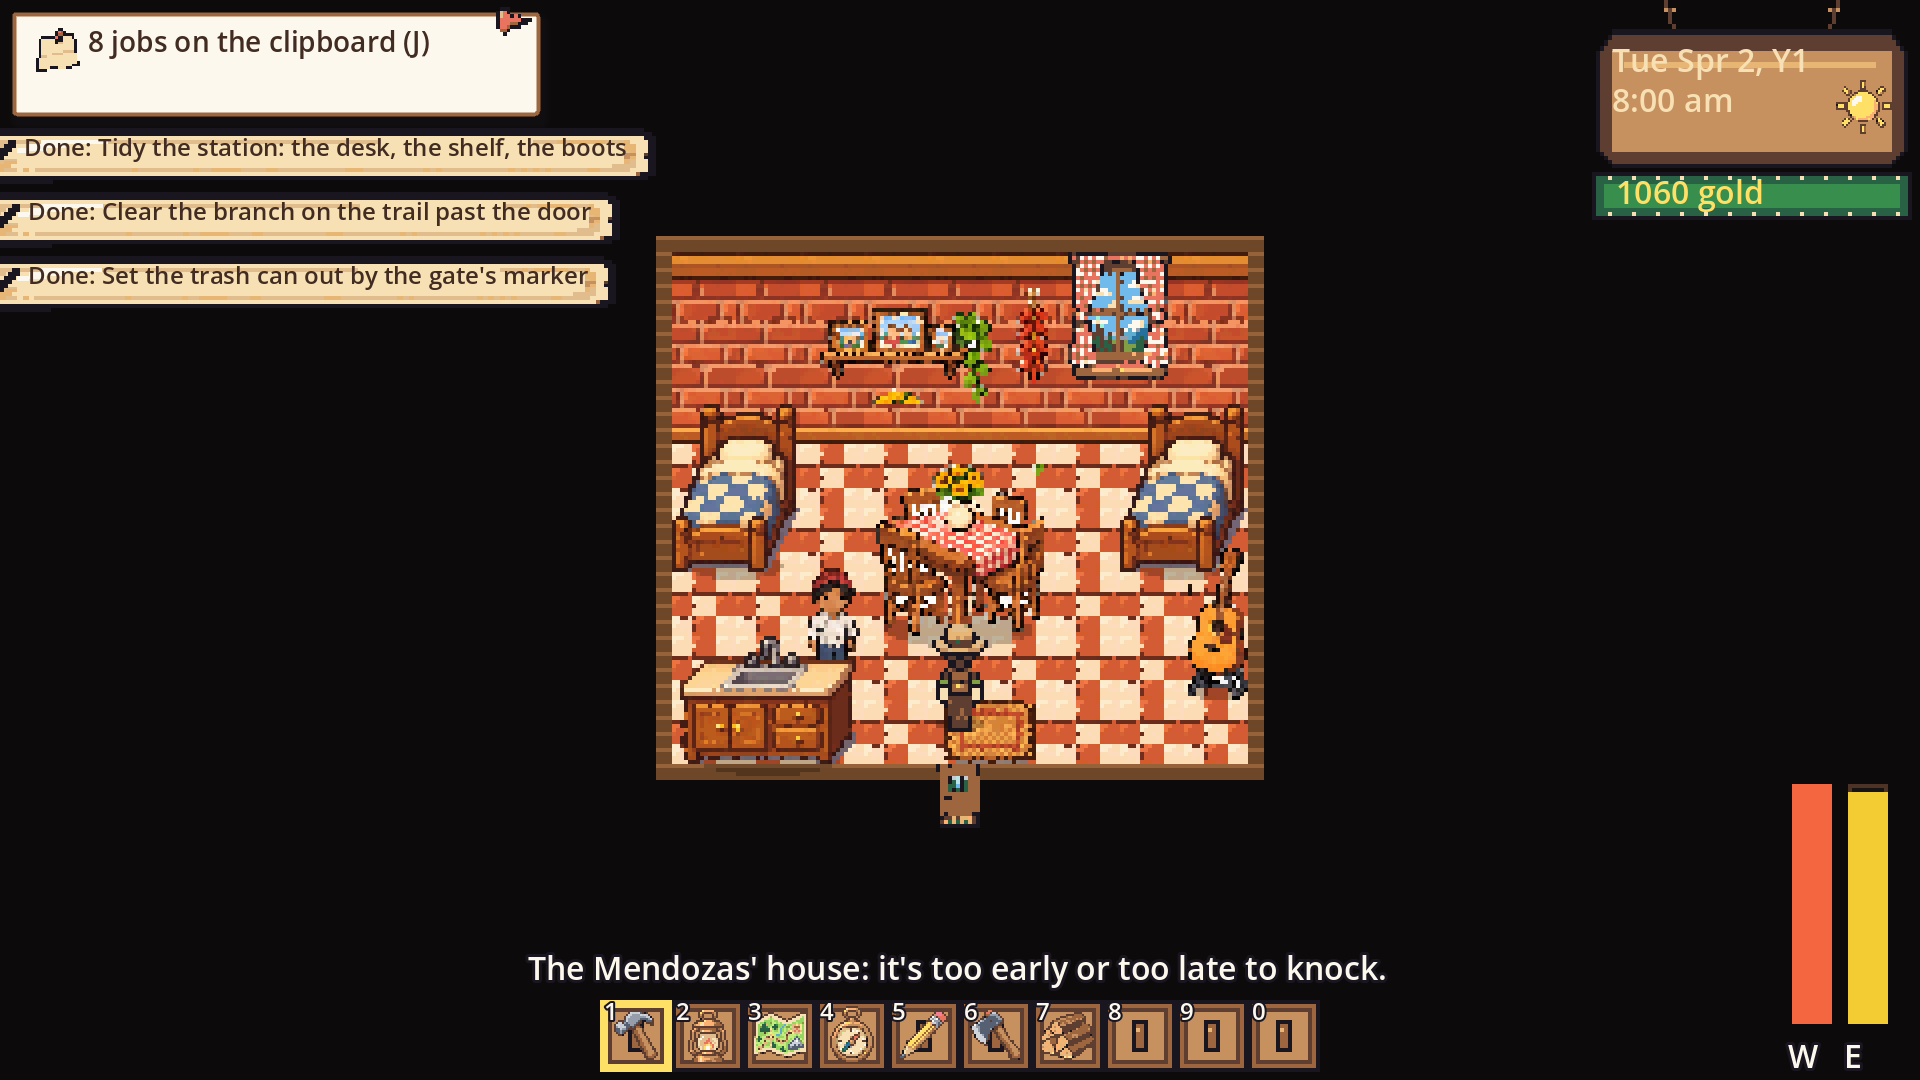 8 jobs on the clipboard (J)
Tue Spr 2, Y1
8:00 am
1060 gold
Done: Tidy the station: the desk, the shelf, the boots
Done: Clear the branch on the trail past the door
Done: Set the trash can out by the gate's marker
The Mendozas' house: it's too early or too late to knock.
1 2 3 4 5 6 7 8 9 0
W E